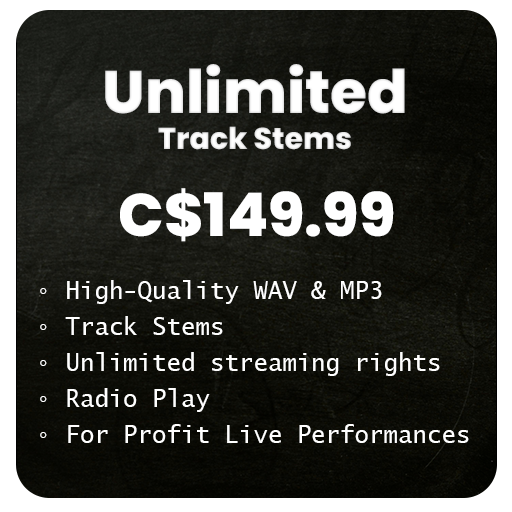 Unlimited
Track Stems
C$149.99
◦ High-Quality WAV & MP3
◦ Track Stems
◦ Unlimited streaming rights
◦ Radio Play
◦ For Profit Live Performances